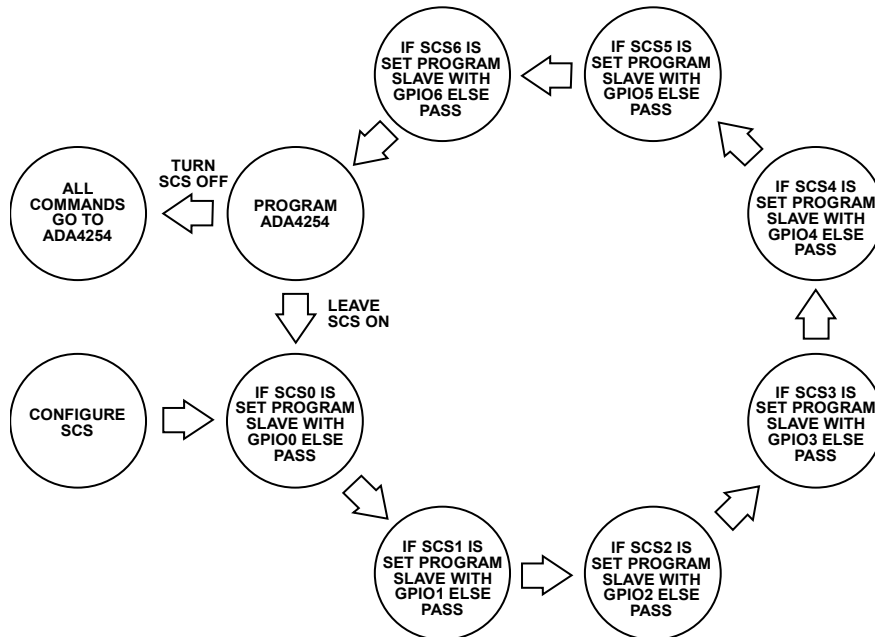 IF SCS6 IS
SET PROGRAM
SLAVE WITH
GPIO6 ELSE
PASS
IF SCS5 IS
SET PROGRAM
SLAVE WITH
GPIO5 ELSE
PASS
TURN
SCS OFF
ALL
COMMANDS
GO TO
ADA4254
PROGRAM
ADA4254
IF SCS4 IS
SET PROGRAM
SLAVE WITH
GPIO4 ELSE
PASS
LEAVE
SCS ON
CONFIGURE
SCS
IF SCS0 IS
SET PROGRAM
SLAVE WITH
GPIO0 ELSE
PASS
IF SCS3 IS
SET PROGRAM
SLAVE WITH
GPIO3 ELSE
PASS
IF SCS1 IS
SET PROGRAM
SLAVE WITH
GPIO1 ELSE
PASS
IF SCS2 IS
SET PROGRAM
SLAVE WITH
GPIO2 ELSE
PASS